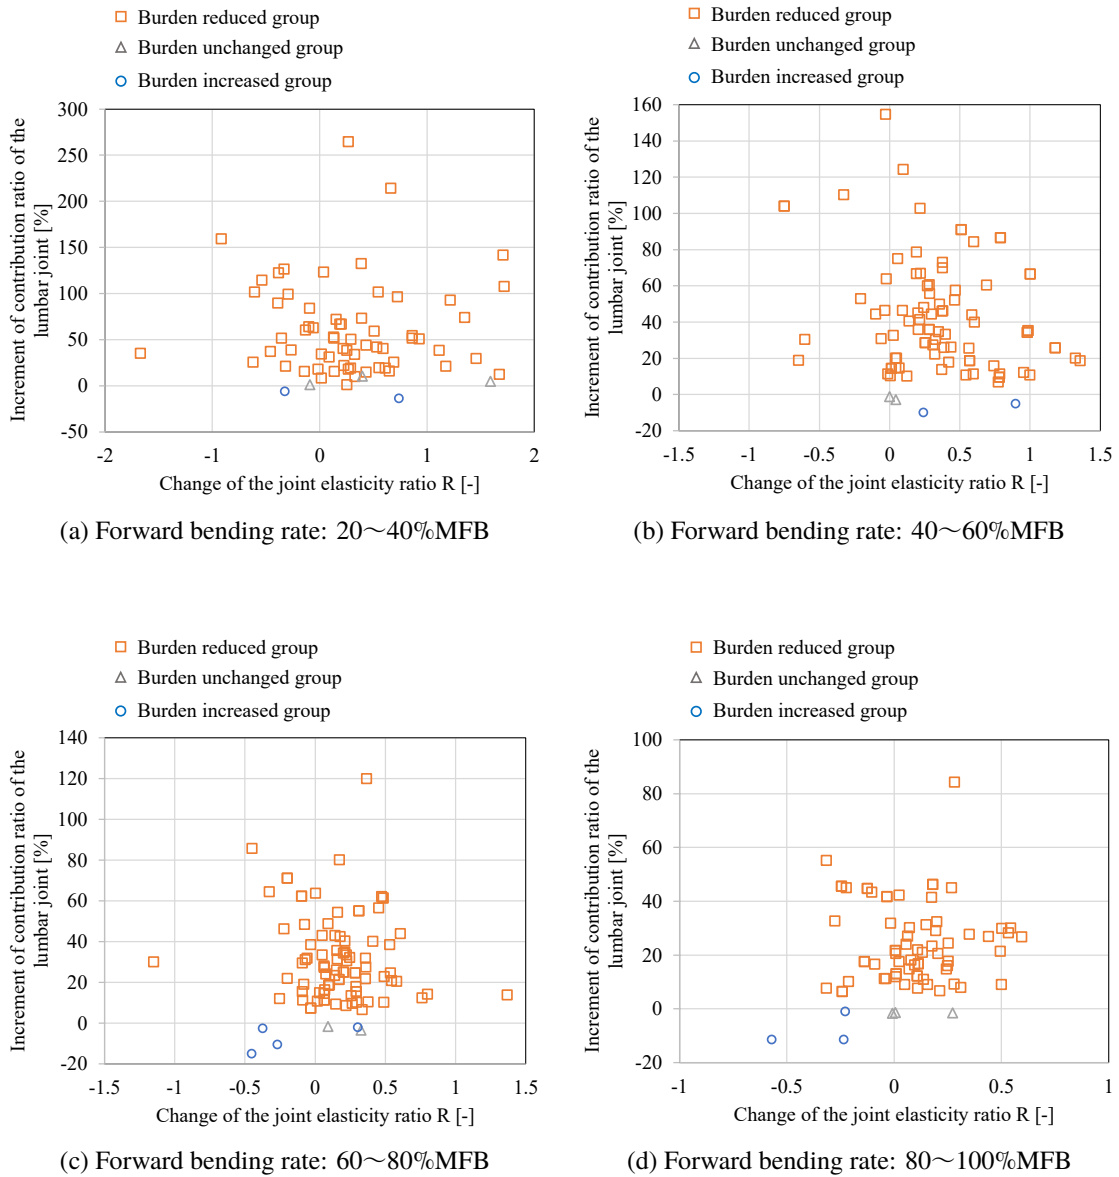 Burden reduced group
Burden unchanged group
Burden increased group
300
250
200
150
100
50
0
-50
-2
-1
0
1
2
Increment of contribution ratio of the
lumbar joint [%]
Change of the joint elasticity ratio R [-]
(a) Forward bending rate: 20～40%MFB
Burden reduced group
Burden unchanged group
Burden increased group
160
140
120
100
80
60
40
20
0
-20
-1.5
-1
-0.5
0
0.5
1
1.5
Increment of contribution ratio of the
lumbar joint [%]
Change of the joint elasticity ratio R [-]
(b) Forward bending rate: 40～60%MFB
Burden reduced group
Burden unchanged group
Burden increased group
140
120
100
80
60
40
20
0
-20
-1.5
-1
-0.5
0
0.5
1
1.5
Increment of contribution ratio of the
lumbar joint [%]
Change of the joint elasticity ratio R [-]
(c) Forward bending rate: 60～80%MFB
Burden reduced group
Burden unchanged group
Burden increased group
100
80
60
40
20
0
-20
-1
-0.5
0
0.5
1
Increment of contribution ratio of the
lumbar joint [%]
Change of the joint elasticity ratio R [-]
(d) Forward bending rate: 80～100%MFB